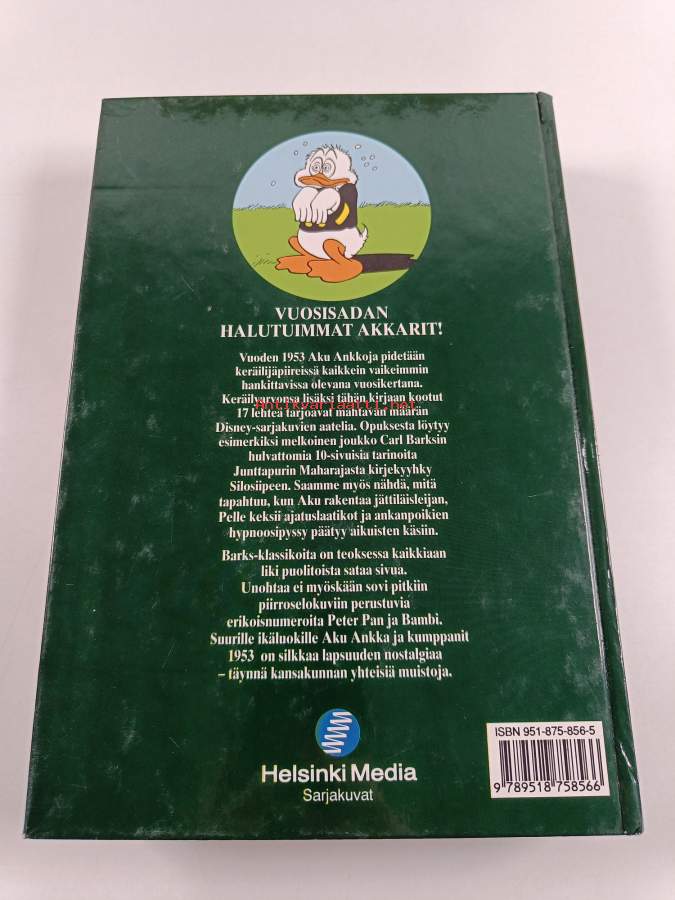 VUOSISADAN
HALUTUIMMAT AKKARIT!
Vuoden 1953 Aku Ankkoja pidetään
keräilijäpiireissä kaikkein vaikeimmin
hankittavissa olevana vuosikertana.
Keräilyarvonsa lisäksi tähän kirjaan kootut
Antikvariaatti.net
17 lehteä tarjoavat mahtavan määrän
Disney-sarjakuvien aatelia. Opuksesta löytyy
esimerkiksi melkoinen joukko Carl Barksin
hulvattomia 10-sivuisia tarinoita
Junttapurin Maharajasta kirjekyyhky
Silosiipeen. Saamme myös nähdä, mitä
tapahtuu, kun Aku rakentaa jättiläisleijan,
Pelle keksii ajatuslaatikot ja ankanpoikien
hypnoosipyssy päätyy aikuisten käsiin.
Barks-klassikoita on teoksessa kaikkiaan
liki puolitoista sataa sivua.
Unohtaa ei myöskään sovi pitkiin
piirroselokuviin perustuvia
erikoisnumeroita Peter Pan ja Bambi.
Suurille ikäluokille Aku Ankka ja kumppanit
1953 on silkkaa lapsuuden nostalgiaa
– täynnä kansakunnan yhteisiä muistoja.
Helsinki Media
Sarjakuvat
ISBN 951-875-856-5
9 789518 758566